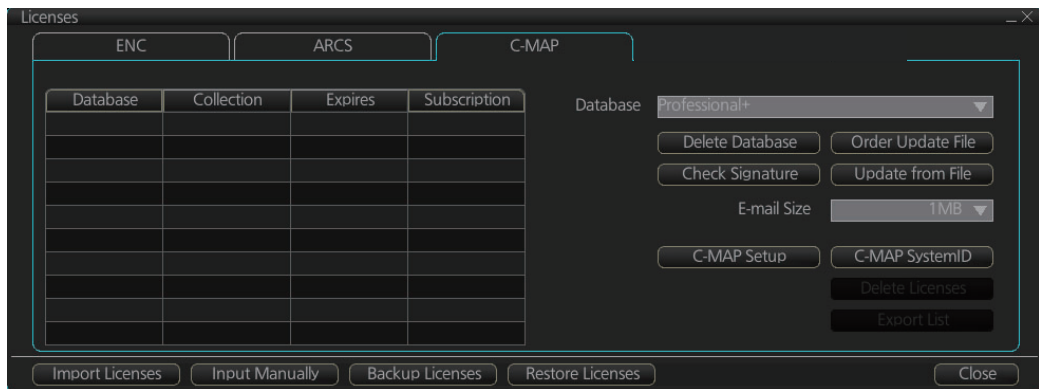 Licenses
ENC ARCS C-MAP
Database Collection Expires Subscription
Database Professional+
Delete Database Order Update File
Check Signature Update from File
E-mail Size 1MB
C-MAP Setup C-MAP SystemID
Delete Licenses
Export List
Import Licenses Input Manually Backup Licenses Restore Licenses Close